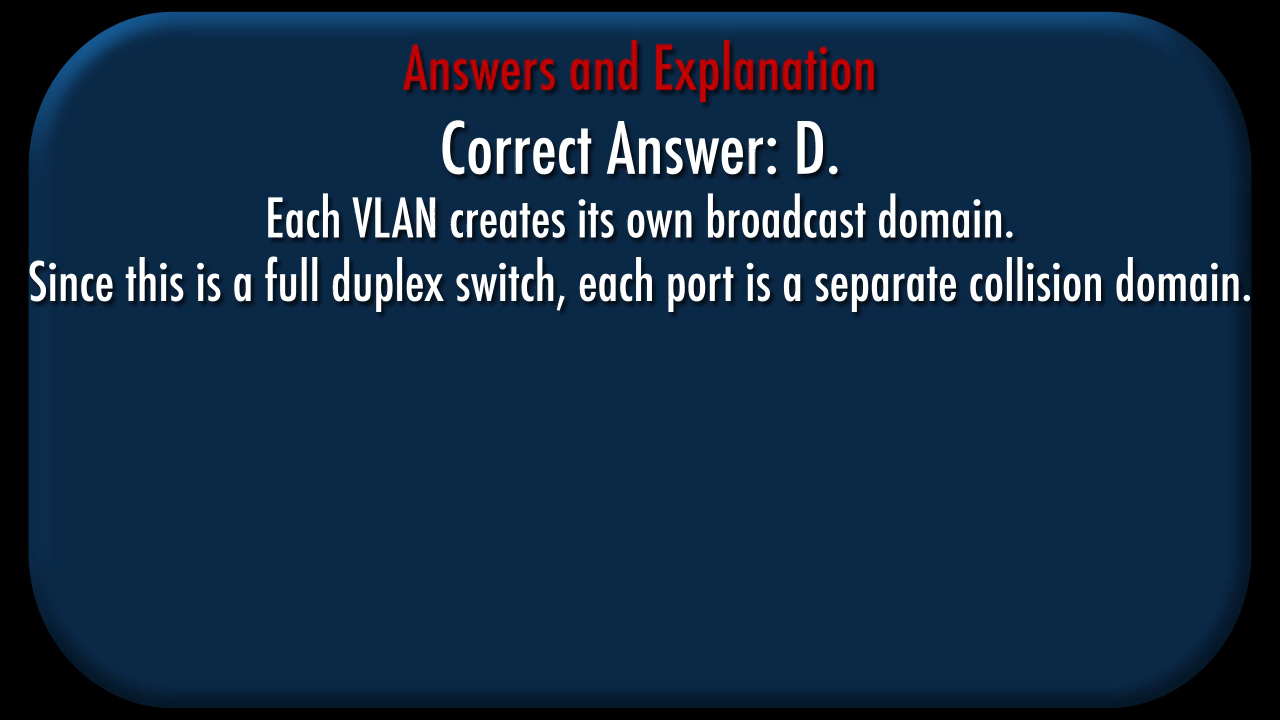 Answers and Explanation
Correct Answer: D.
Each VLAN creates its own broadcast domain.
Since this is a full duplex switch, each port is a separate collision domain.